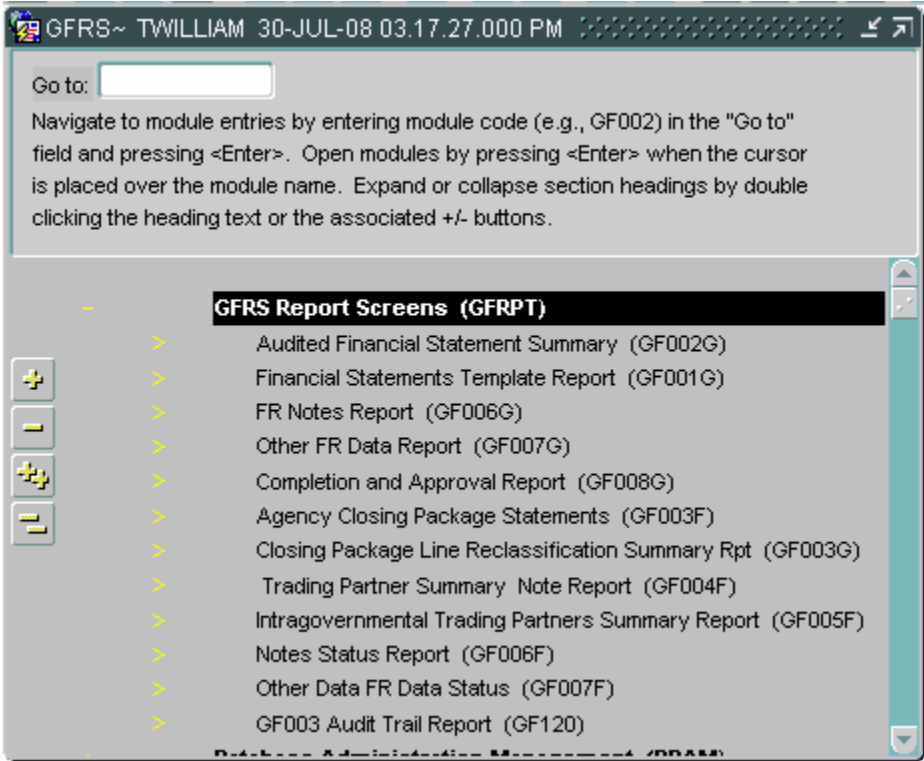 GFRS~ TWILLIAM 30-JUL-08 03.17.27.000 PM
Go to:
Navigate to module entries by entering module code (e.g., GF002) in the "Go to"
field and pressing <Enter>. Open modules by pressing <Enter> when the cursor
is placed over the module name. Expand or collapse section headings by double
clicking the heading text or the associated +/- buttons.
- GFRS Report Screens (GFRPT)
> Audited Financial Statement Summary (GF002G)
> Financial Statements Template Report (GF001G)
> FR Notes Report (GF006G)
> Other FR Data Report (GF007G)
> Completion and Approval Report (GF008G)
> Agency Closing Package Statements (GF003F)
> Closing Package Line Reclassification Summary Rpt (GF003G)
> Trading Partner Summary Note Report (GF004F)
> Intragovernmental Trading Partners Summary Report (GF005F)
> Notes Status Report (GF006F)
> Other Data FR Data Status (GF007F)
> GF003 Audit Trail Report (GF120)